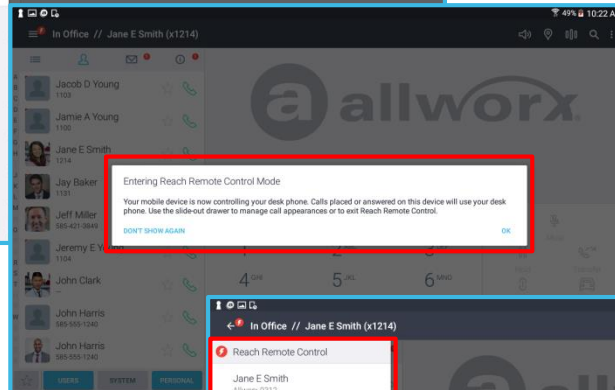 49% 10:22 A
In Office // Jane E Smith (x1214)
Jacob D Young
1103
Jamie A Young
1100
Jane E Smith
1214
Jay Baker
1131
Jeff Miller
585-421-3849
Jeremy E Young
1104
John Clark
John Harris
585-555-1240
John Harris
585-555-1240
USERS SYSTEM PERSONAL
allworx
Entering Reach Remote Control Mode
Your mobile device is now controlling your desk phone. Calls placed or answered on this device will use your desk
phone. Use the slide-out drawer to manage call appearances or to exit Reach Remote Control.
DON'T SHOW AGAIN OK
4 GHI 5 JKL 6 MNO
In Office // Jane E Smith (x1214)
Reach Remote Control
Jane E Smith